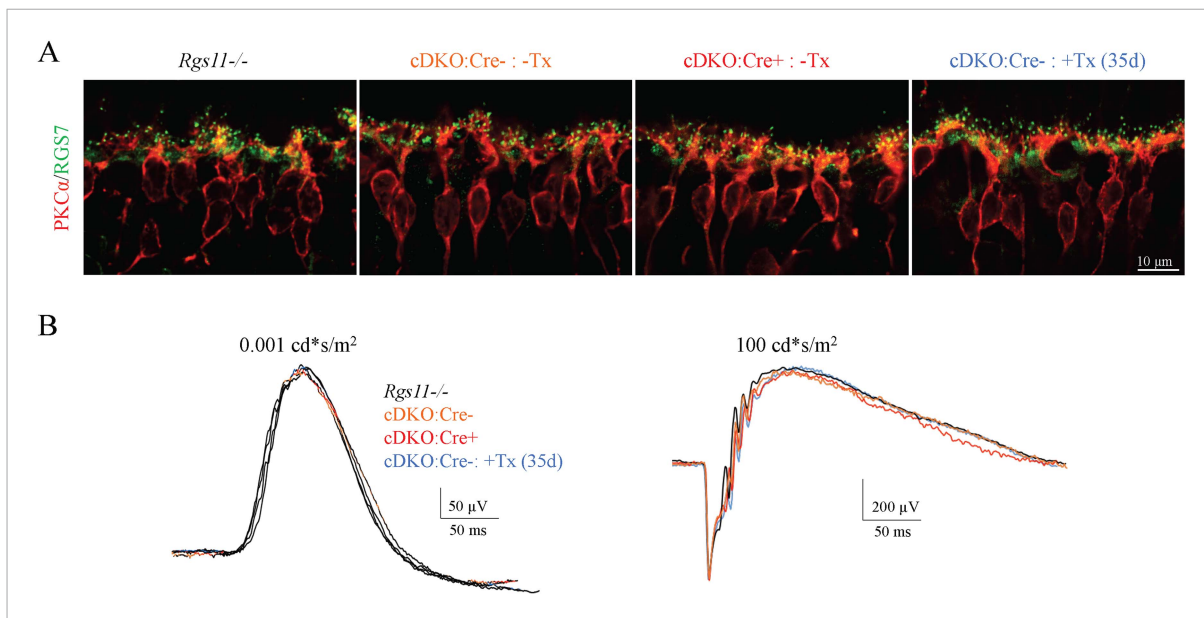 A
Rgs11-/-
cDKO:Cre- : -Tx
cDKO:Cre+ : -Tx
cDKO:Cre- : +Tx (35d)
PKCα/RGS7
10 µm
B
0.001 cd*s/m²
100 cd*s/m²
Rgs11-/-
cDKO:Cre-
cDKO:Cre+
cDKO:Cre-: +Tx (35d)
50 µV
50 ms
200 µV
50 ms